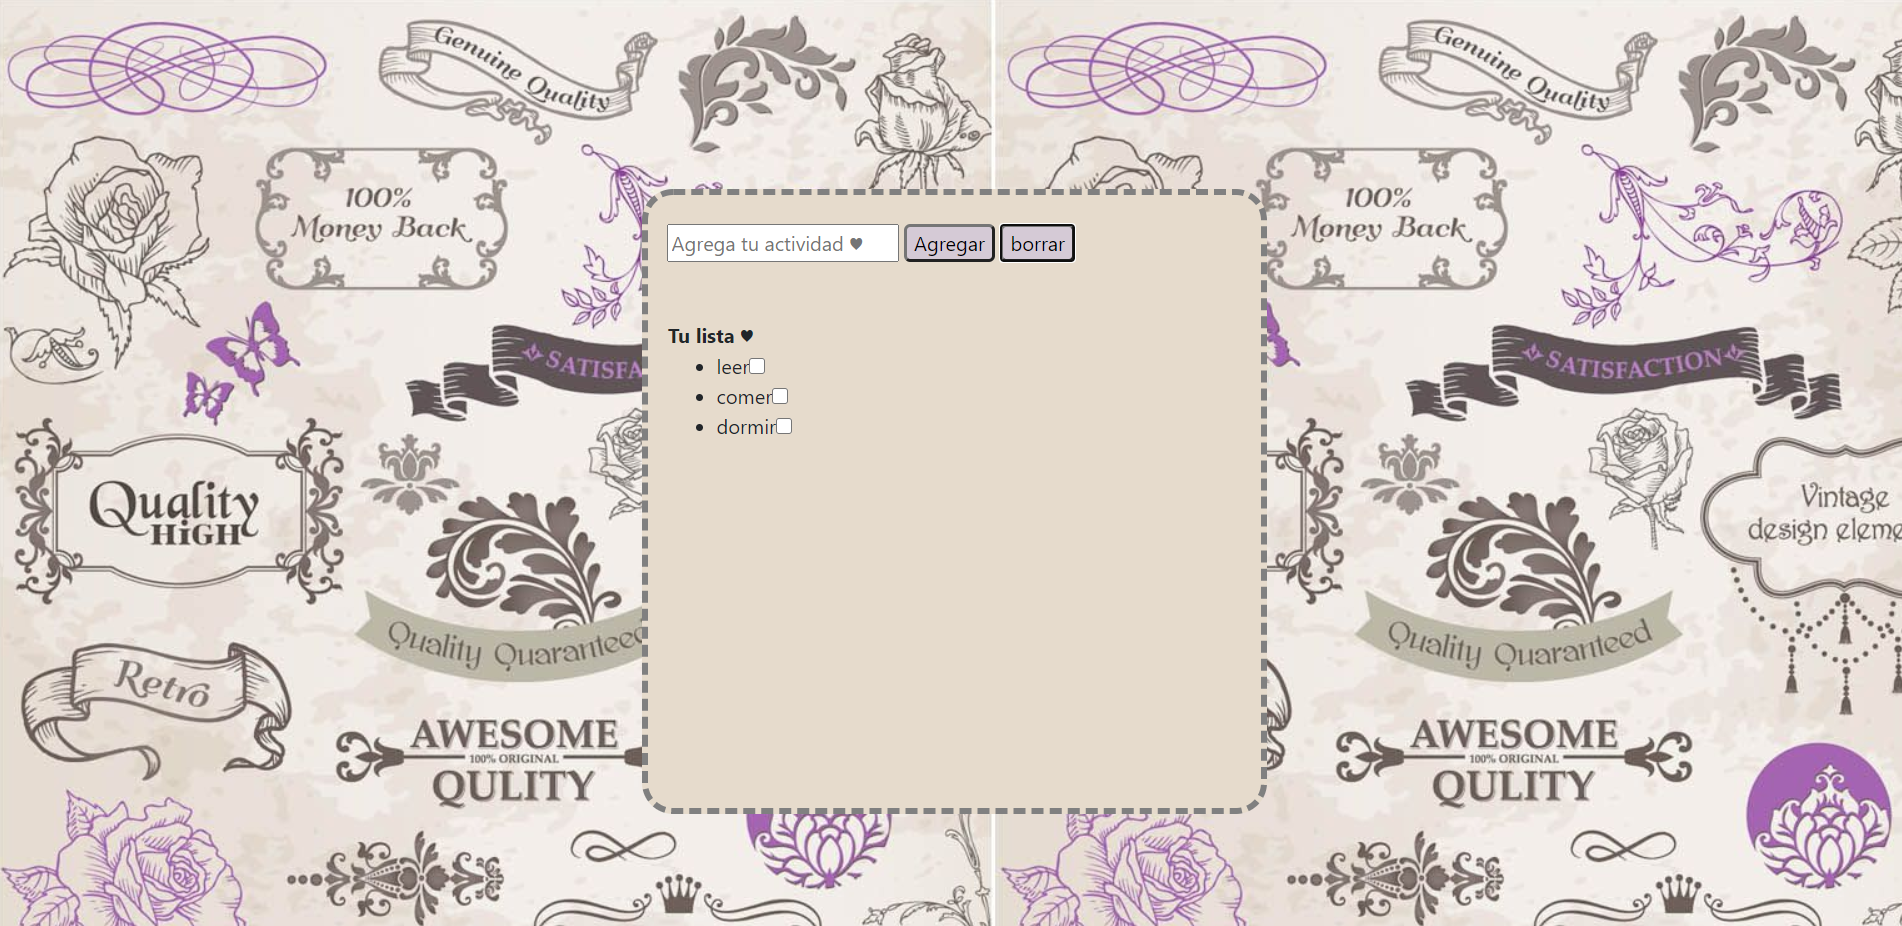 Genuine Quality
Genuine Quality
100%
Money Back
100%
Money Back
Agrega tu actividad ♥
Agregar
borrar
Tu lista ♥
leer
comer
dormir
SATISFA
SATISFACTION
Quality
HiGH
Vintage
design eleme
Quality Quaranteed
Quality Quaranteed
Retro
AWESOME
100% ORIGINAL
QULITY
AWESOME
100% ORIGINAL
QULITY